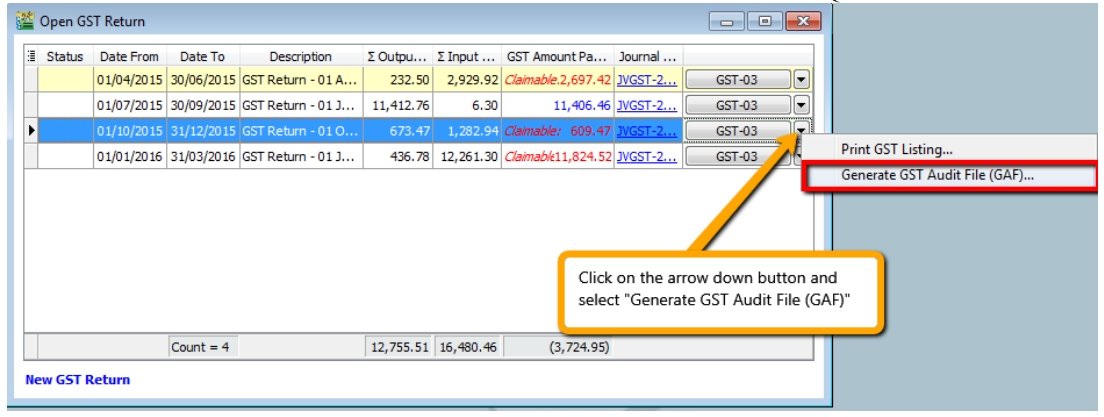 Open GST Return
Status Date From Date To Description Σ Outpu... Σ Input ... GST Amount Pa... Journal ...
01/04/2015 30/06/2015 GST Return - 01 A... 232.50 2,929.92 Claimable:2,697.42 JVGST-2... GST-03
01/07/2015 30/09/2015 GST Return - 01 J... 11,412.76 6.30 11,406.46 JVGST-2... GST-03
01/10/2015 31/12/2015 GST Return - 01 O... 673.47 1,282.94 Claimable: 609.47 JVGST-2... GST-03
01/01/2016 31/03/2016 GST Return - 01 J... 436.78 12,261.30 Claimable11,824.52 JVGST-2... GST-03
Print GST Listing...
Generate GST Audit File (GAF)...
Click on the arrow down button and
select "Generate GST Audit File (GAF)"
Count = 4 12,755.51 16,480.46 (3,724.95)
New GST Return